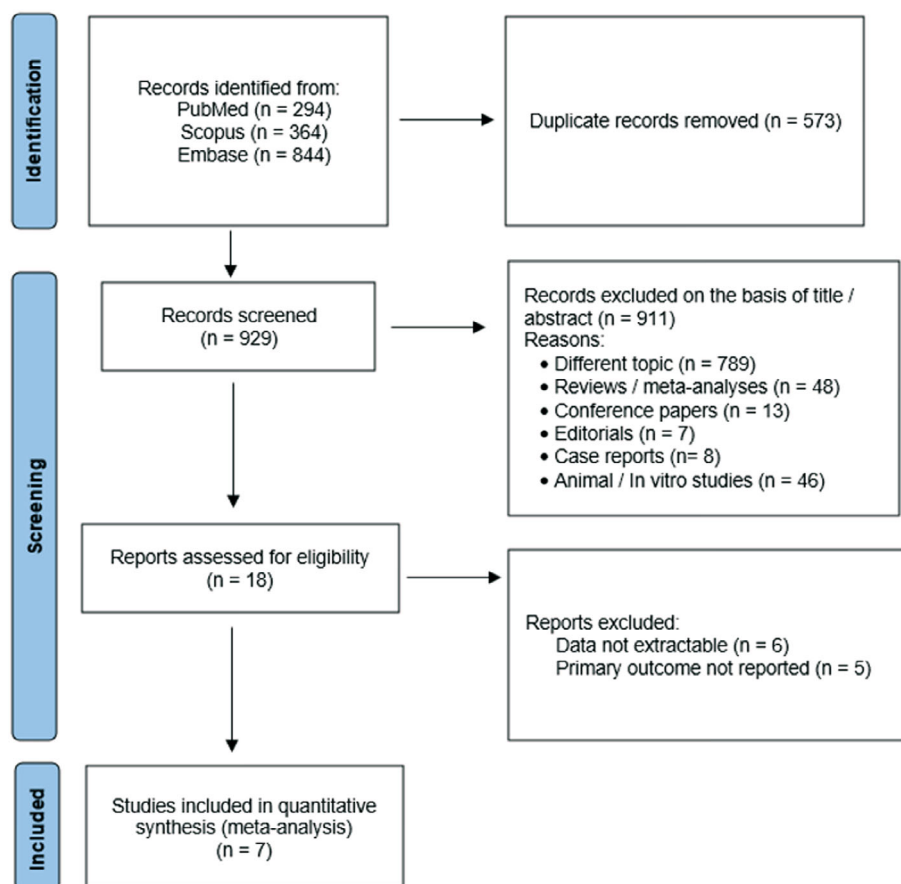 Identification
Records identified from:
PubMed (n = 294)
Scopus (n = 364)
Embase (n = 844)
Duplicate records removed (n = 573)
Screening
Records screened
(n = 929)
Records excluded on the basis of title /
abstract (n = 911)
Reasons:
• Different topic (n = 789)
• Reviews / meta-analyses (n = 48)
• Conference papers (n = 13)
• Editorials (n = 7)
• Case reports (n= 8)
• Animal / In vitro studies (n = 46)
Reports assessed for eligibility
(n = 18)
Reports excluded:
Data not extractable (n = 6)
Primary outcome not reported (n = 5)
Included
Studies included in quantitative
synthesis (meta-analysis)
(n = 7)